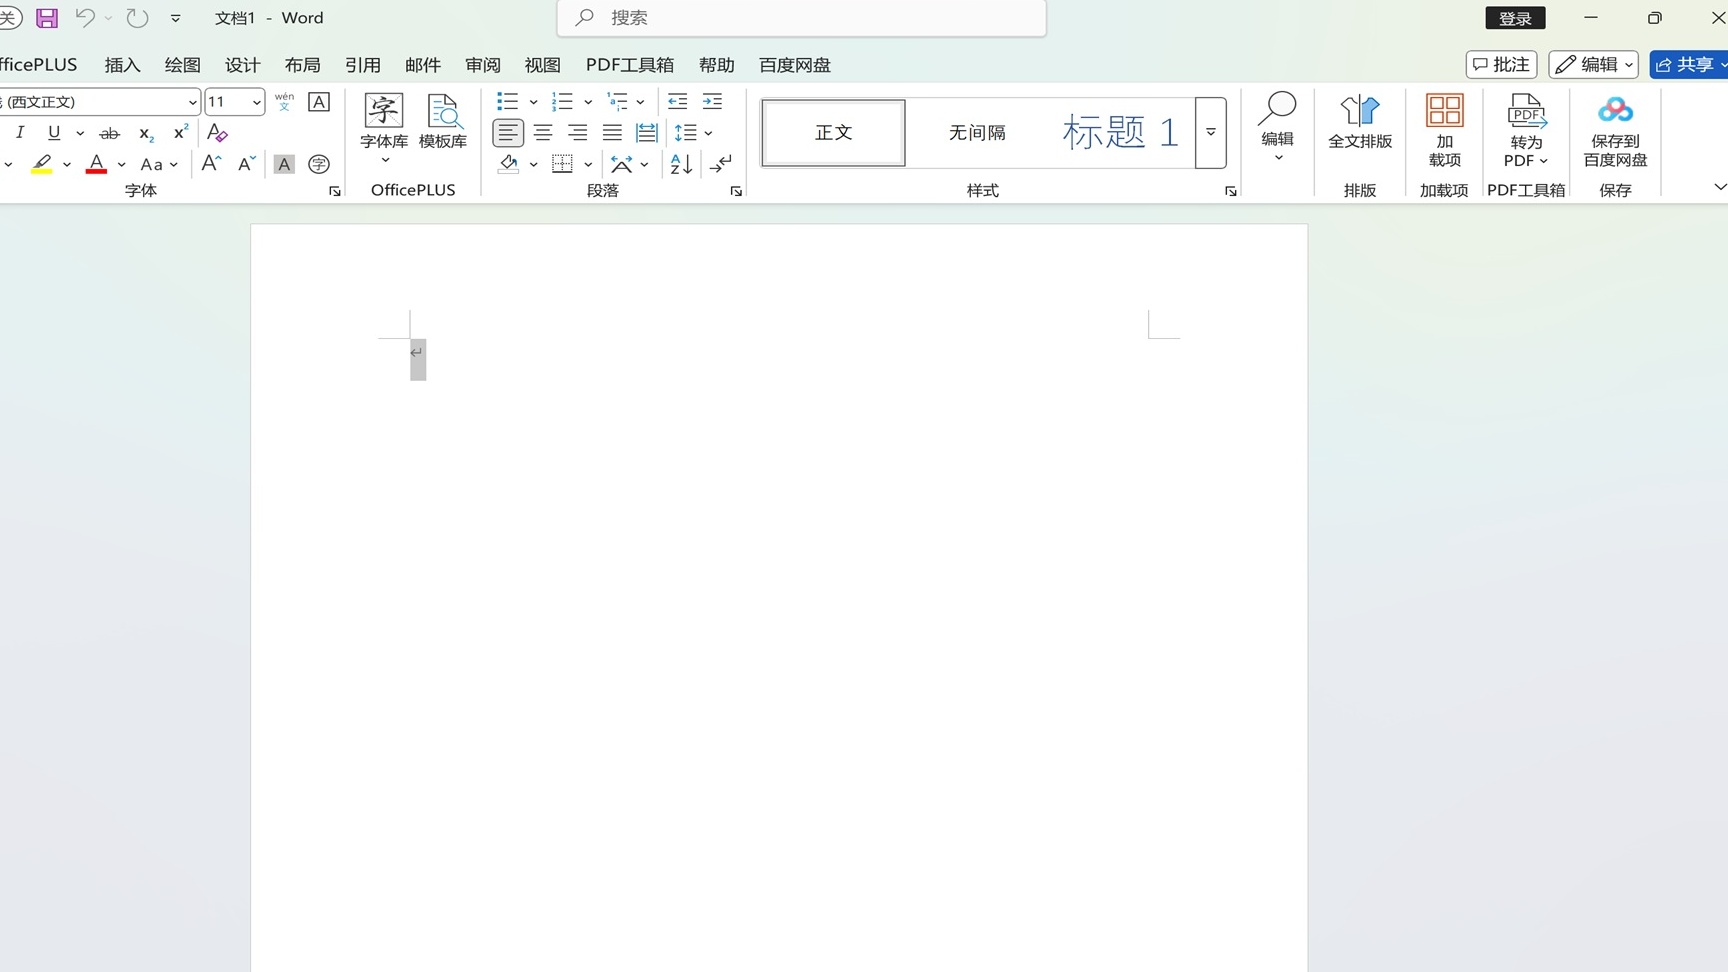 关
文档1 - Word
搜索
登录
插入 绘图 设计 布局 引用 邮件 审阅 视图 PDF工具箱 帮助 百度网盘
批注 编辑 共享
(西文正文) 11 wén 文 A
I U ab x₂ x² A
A Aa A A A 字
字体
字 字体库 模板库
OfficePLUS
段落
正文 无间隔 标题 1
样式
编辑
全文排版
排版
加
载项
加载项
PDF
转为
PDF
PDF工具箱
保存到
百度网盘
保存